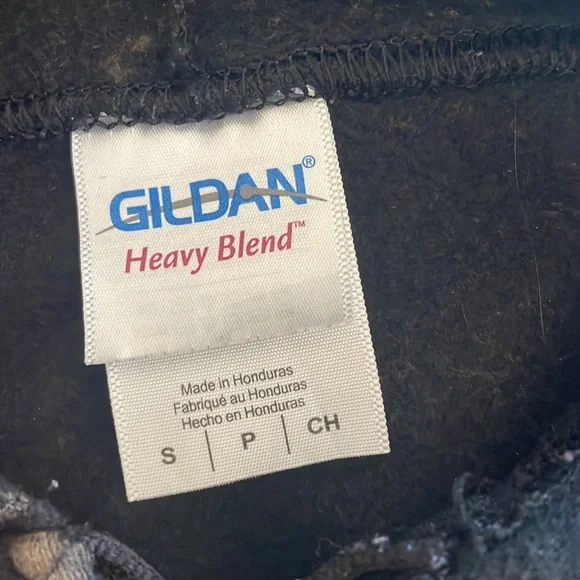 GILDAN®
Heavy Blend™
Made in Honduras
Fabriqué au Honduras
Hecho en Honduras
S | P | CH